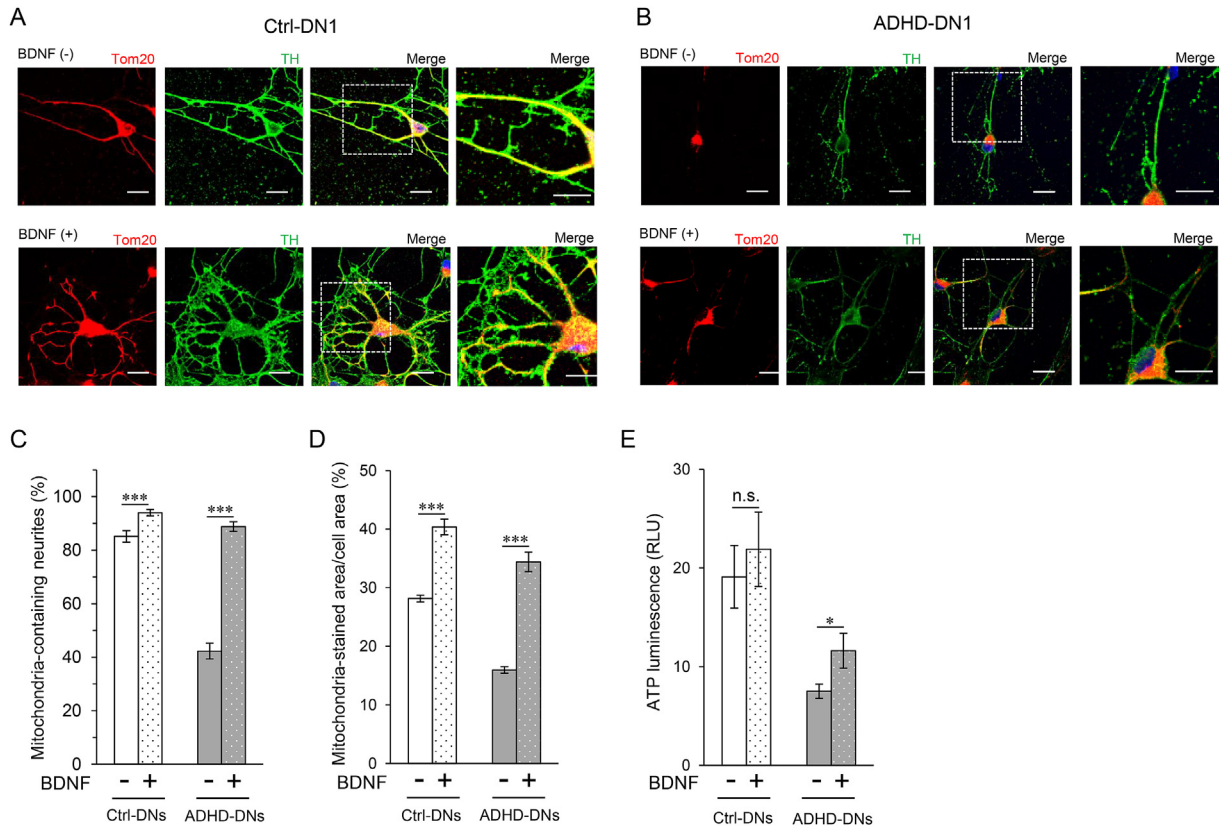 A
Ctrl-DN1
BDNF (-)
Tom20
TH
Merge
Merge
BDNF (+)
Tom20
TH
Merge
Merge
B
ADHD-DN1
BDNF (-)
Tom20
TH
Merge
Merge
BDNF (+)
Tom20
TH
Merge
Merge
C
Mitochondria-containing neurites (%)
100
80
60
40
20
0
***
***
BDNF - + - +
Ctrl-DNs ADHD-DNs
D
Mitochondria-stained area/cell area (%)
50
40
30
20
10
0
***
***
BDNF - + - +
Ctrl-DNs ADHD-DNs
E
ATP luminescence (RLU)
30
20
10
0
n.s.
*
BDNF - + - +
Ctrl-DNs ADHD-DNs